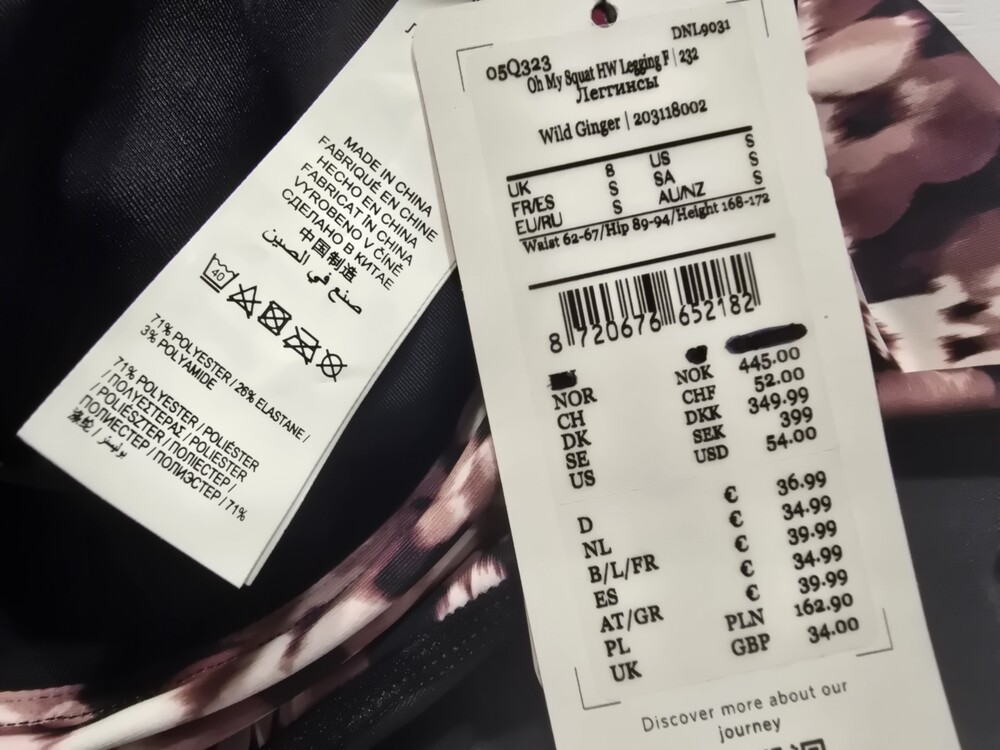 MADE IN CHINA
FABRIQUÉ EN CHINE
HECHO EN CHINA
FABRICAT IN CHINA
VYROBENO V ČÍNĚ
СДЕЛАНО В КИТАЕ
中国制造
صنع في الصين
40
71% POLYESTER / 26% ELASTANE /
3% POLYAMIDE
71% POLYESTER / POLIÉSTER
/ ΠΟΛΥΕΣΤΕΡΑΣ / POLIESTER
/ POLIÉSZTER / ПОЛІЕСТЕР /
ПОЛИЕСТЕР / ПОЛИЭСТЕР / 71%
/ بوليستر /
05Q323
DNL9031
Oh My Squat HW Legging F | 232
Леггинсы
Wild Ginger | 203118002
UK 8 US S
FR/ES S SA S
EU/RU S AU/NZ S
Waist 62-67/Hip 89-94/Height 168-172
8 720676 652182
NOR NOK 445.00
CH CHF 52.00
DK DKK 349.99
SE SEK 399
US USD 54.00
D € 36.99
NL € 34.99
B/L/FR € 39.99
ES € 34.99
AT/GR € 39.99
PL PLN 162.90
UK GBP 34.00
Discover more about our
journey